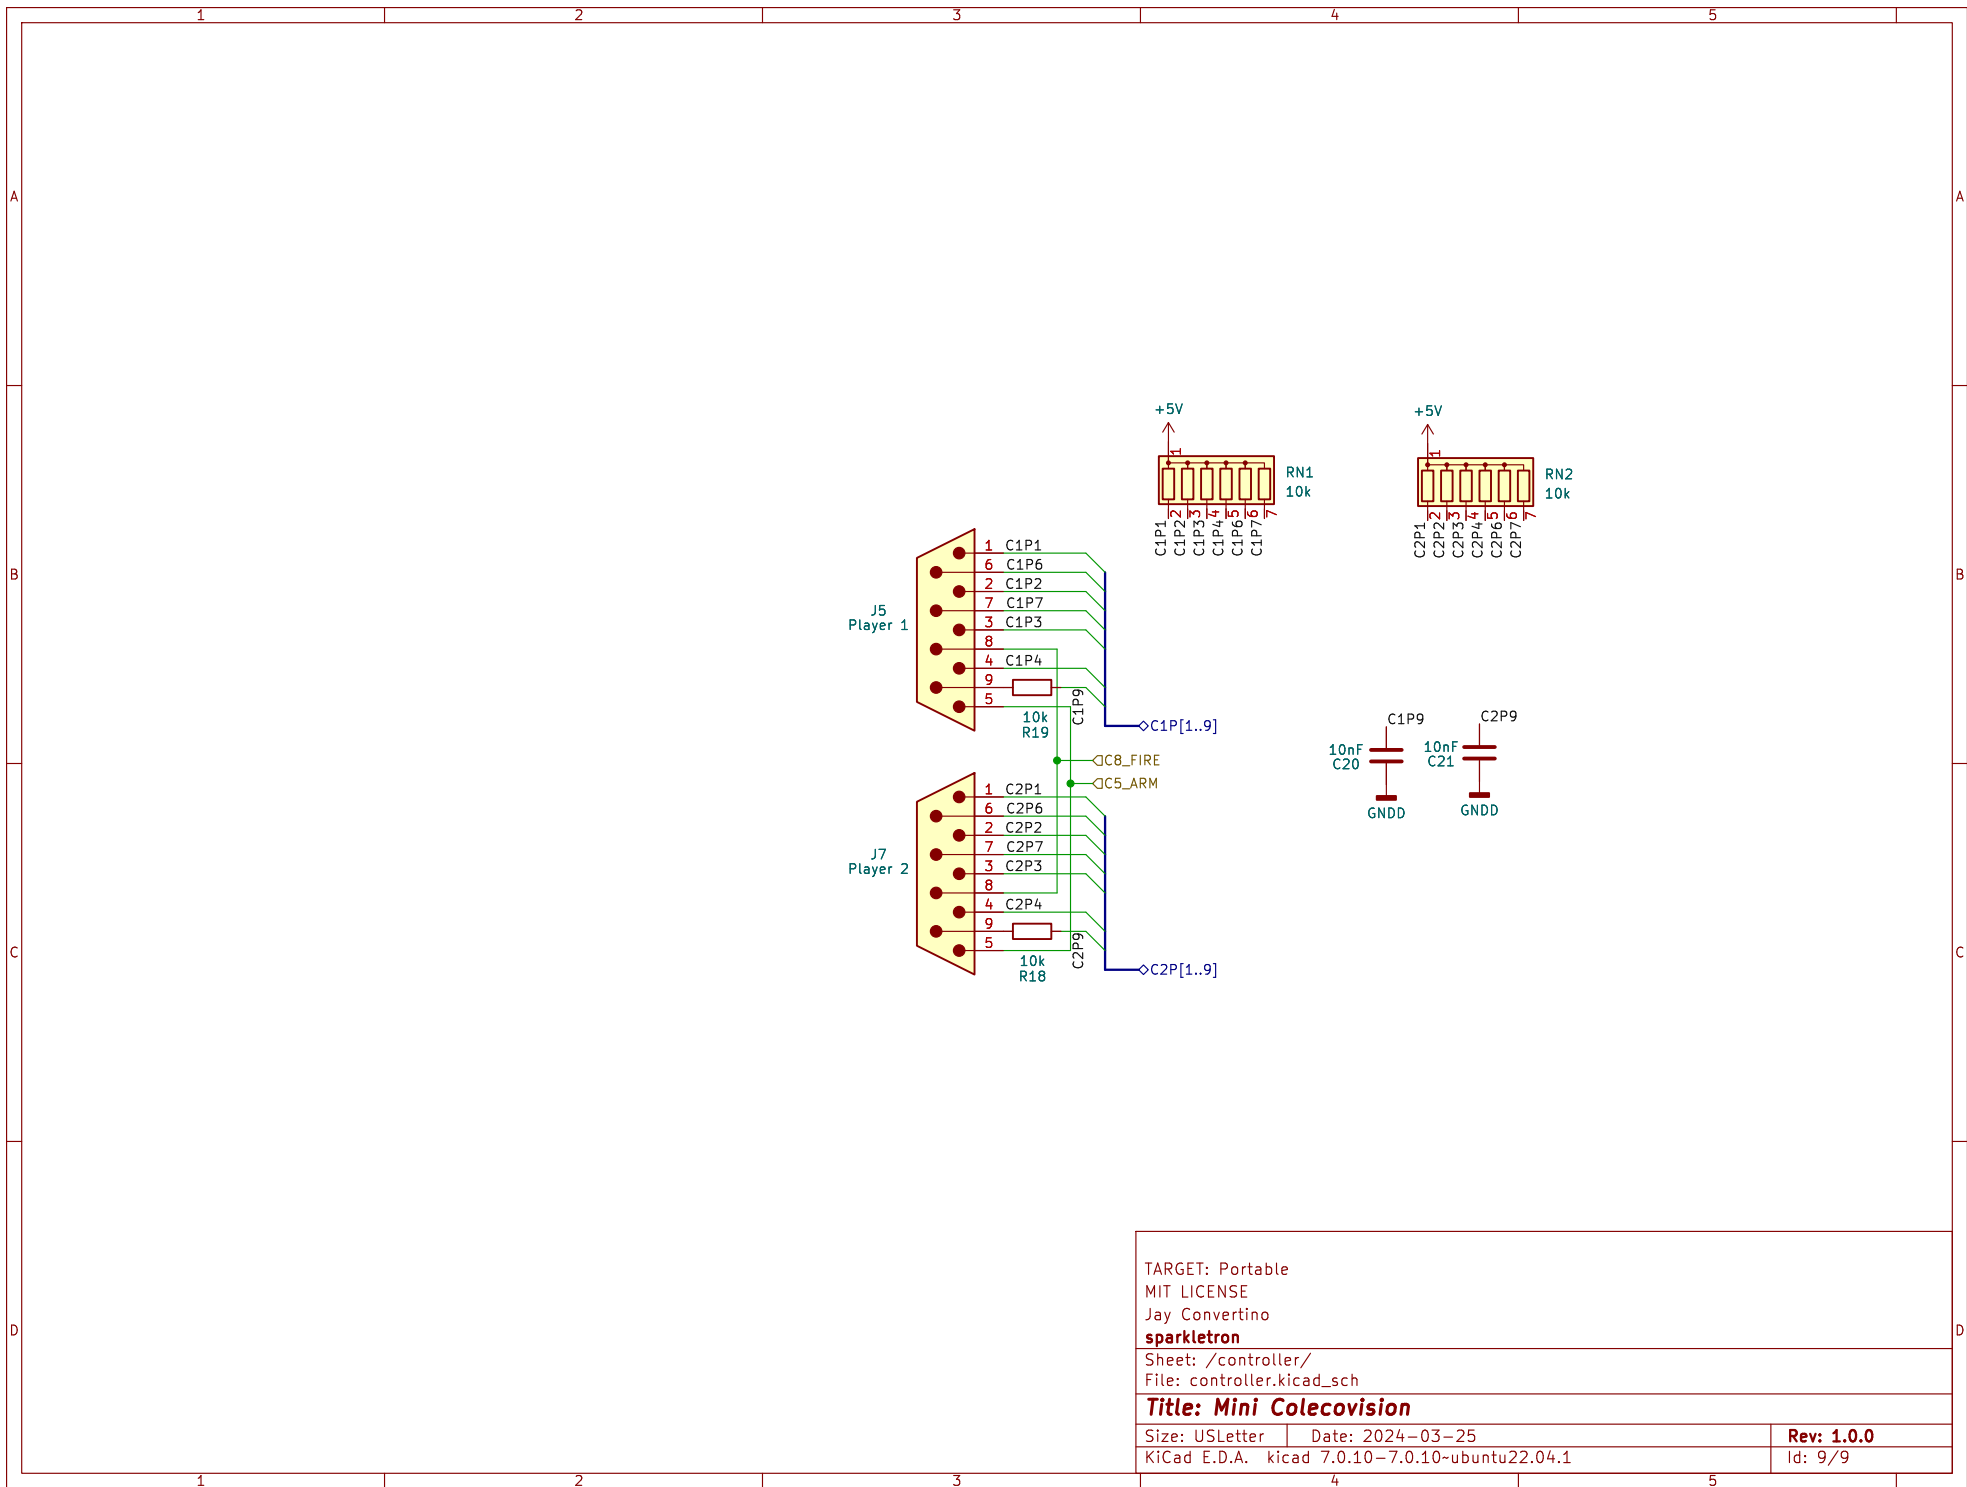 1 2 3 4 5
A A
+5V +5V
1 1
RN1
10k
RN2
10k
2 3 4 5 6 7
C1P1 C1P2 C1P3 C1P4 C1P6 C1P7
2 3 4 5 6 7
C2P1 C2P2 C2P3 C2P4 C2P6 C2P7
B B
J5
Player 1
1 C1P1
6 C1P6
2 C1P2
7 C1P7
3 C1P3
8
4 C1P4
9
5
C1P9
10k
R19
C1P[1..9]
C8_FIRE
C5_ARM
C1P9
10nF
C20
GNDD
C2P9
10nF
C21
GNDD
J7
Player 2
1 C2P1
6 C2P6
2 C2P2
7 C2P7
3 C2P3
8
4 C2P4
9
5
C2P9
10k
R18
C2P[1..9]
C C
D D
TARGET: Portable
MIT LICENSE
Jay Convertino
sparkletron
Sheet: /controller/
File: controller.kicad_sch
Title: Mini Colecovision
Size: USLetter Date: 2024-03-25 Rev: 1.0.0
KiCad E.D.A. kicad 7.0.10-7.0.10~ubuntu22.04.1 Id: 9/9
1 2 3 4 5